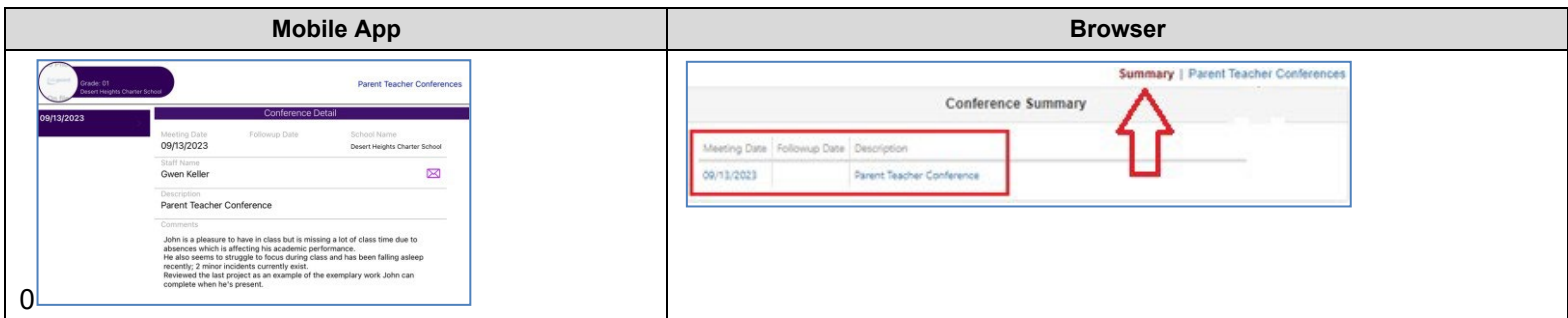 Mobile App
Browser
Grade: 01
Desert Heights Charter School
Parent Teacher Conferences
09/13/2023
Conference Detail
Meeting Date Followup Date School Name
09/13/2023 Desert Heights Charter School
Staff Name
Gwen Keller
Description
Parent Teacher Conference
Comments
John is a pleasure to have in class but is missing a lot of class time due to
absences which is affecting his academic performance.
He also seems to struggle to focus during class and has been falling asleep
recently; 2 minor incidents currently exist.
Reviewed the last project as an example of the exemplary work John can
complete when he's present.
0
Summary | Parent Teacher Conferences
Conference Summary
Meeting Date Followup Date Description
09/13/2023 Parent Teacher Conference